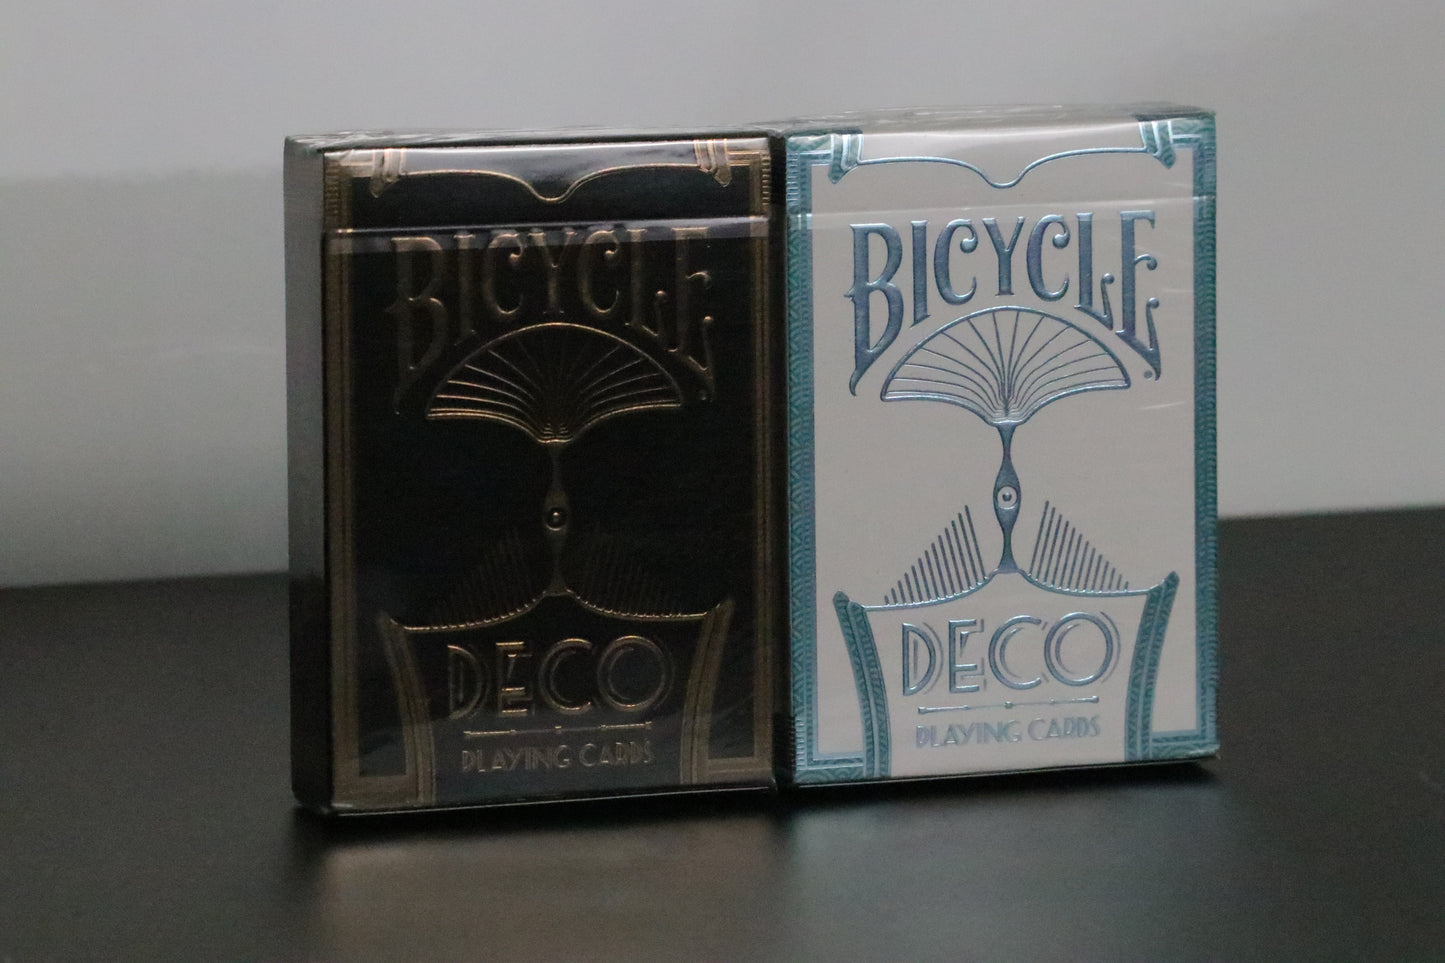 BICYCLE
DECO
PLAYING CARDS
BICYCLE
DECO
PLAYING CARDS